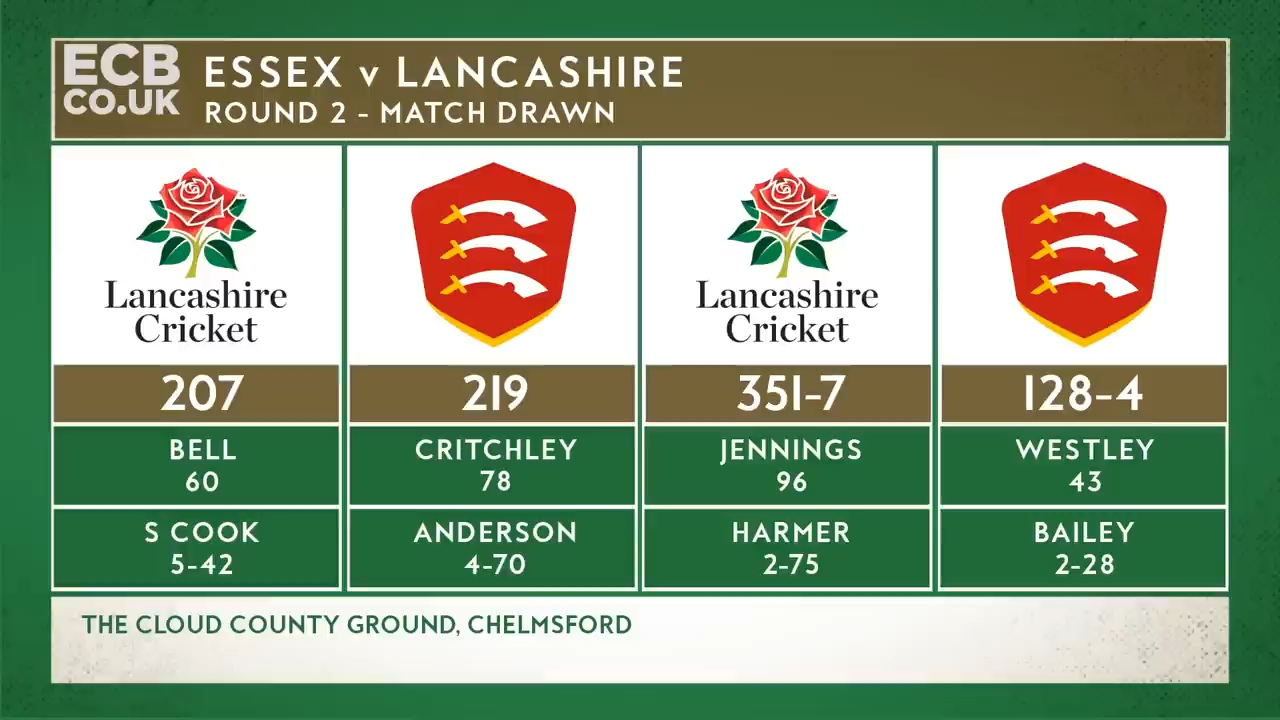 ECB
CO.UK
ESSEX v LANCASHIRE
ROUND 2 - MATCH DRAWN
Lancashire
Cricket
207
BELL
60
S COOK
5-42
219
CRITCHLEY
78
ANDERSON
4-70
Lancashire
Cricket
351-7
JENNINGS
96
HARMER
2-75
128-4
WESTLEY
43
BAILEY
2-28
THE CLOUD COUNTY GROUND, CHELMSFORD